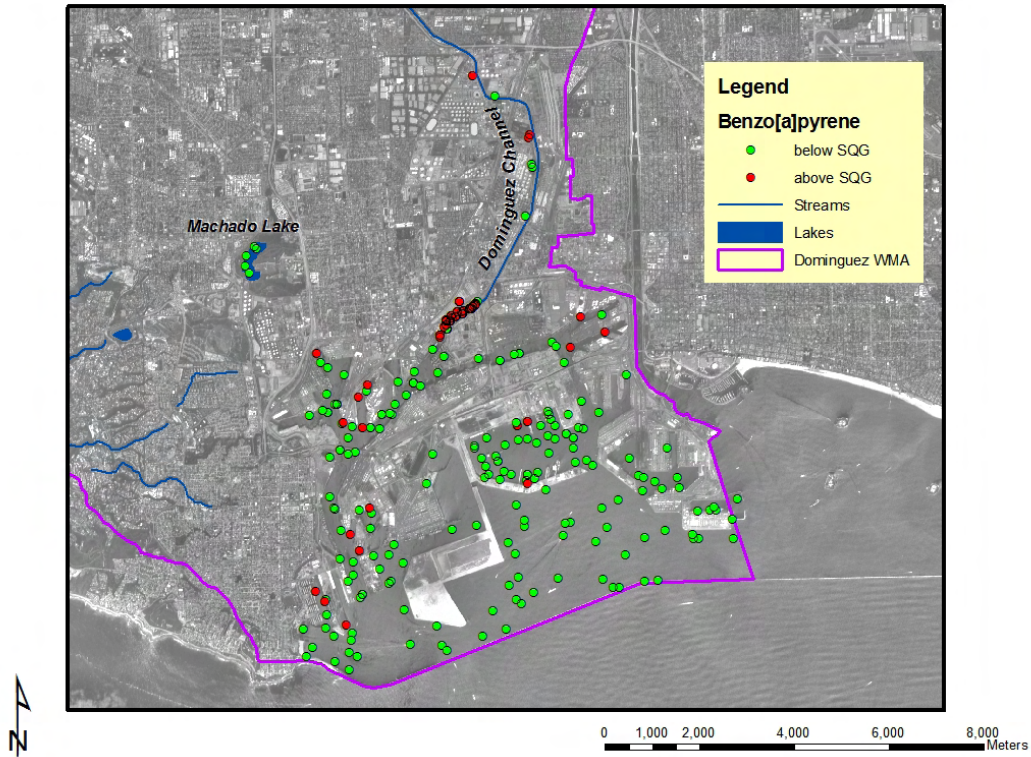 Legend
Benzo[a]pyrene
below SQG
above SQG
Streams
Lakes
Dominguez WMA
Dominguez Channel
Machado Lake
N
0 1,000 2,000 4,000 6,000 8,000
Meters